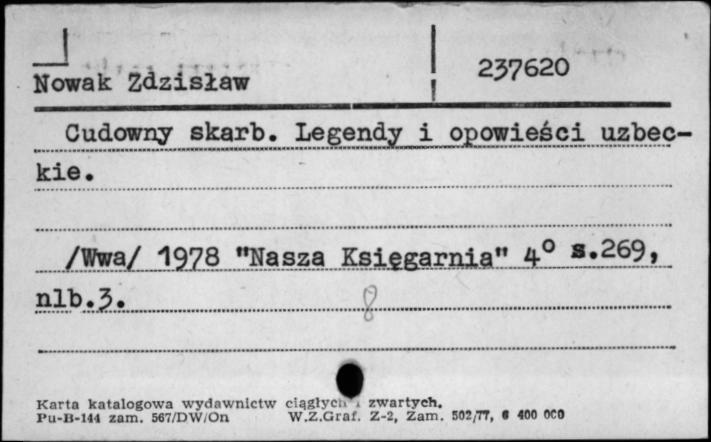 Nowak Zdzisław 237620
Cudowny skarb. Legendy i opowieści uzbec-
kie.
/Wwa/ 1978 "Nasza Księgarnia" 4° s.269,
nlb.3.
8
Karta katalogowa wydawnictw ciągłych i zwartych.
Pu-B-144 zam. 567/DW/On W.Z.Graf. Z-2, Zam. 502/77, 6 400 000